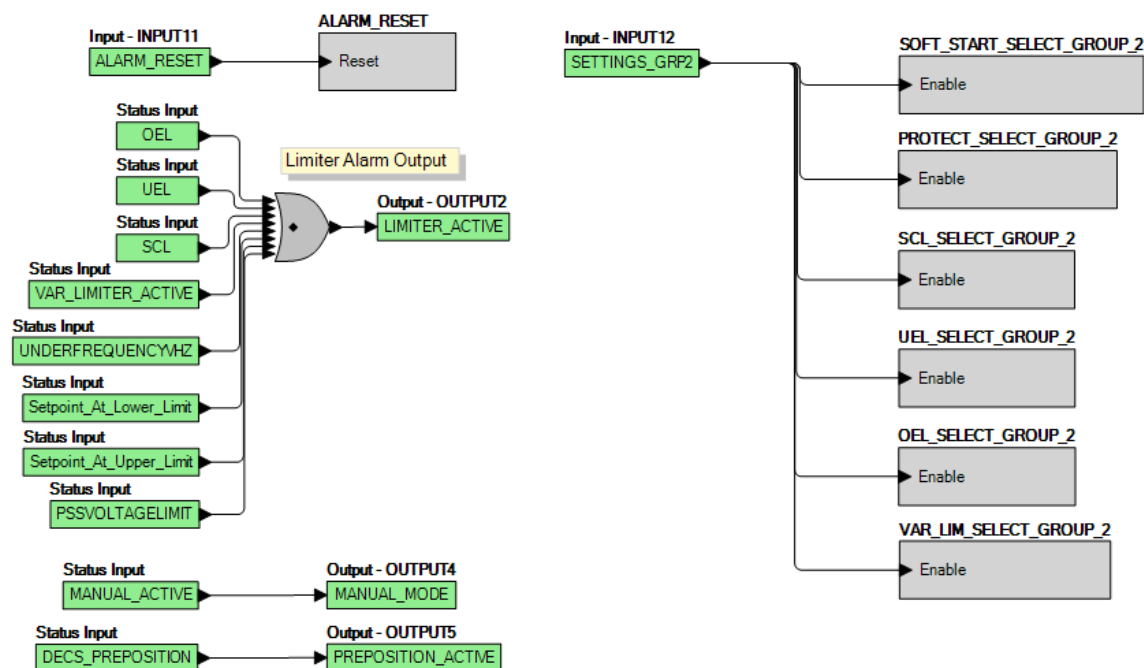 Input - INPUT11
ALARM_RESET
ALARM_RESET
Reset
Status Input
OEL
Status Input
UEL
Status Input
SCL
Status Input
VAR_LIMITER_ACTIVE
Status Input
UNDERFREQUENCYVHZ
Status Input
Setpoint_At_Lower_Limit
Status Input
Setpoint_At_Upper_Limit
Status Input
PSSVOLTAGELIMIT
Limiter Alarm Output
Output - OUTPUT2
LIMITER_ACTIVE
Status Input
MANUAL_ACTIVE
Output - OUTPUT4
MANUAL_MODE
Status Input
DECS_PREPOSITION
Output - OUTPUT5
PREPOSITION_ACTIVE
Input - INPUT12
SETTINGS_GRP2
SOFT_START_SELECT_GROUP_2
Enable
PROTECT_SELECT_GROUP_2
Enable
SCL_SELECT_GROUP_2
Enable
UEL_SELECT_GROUP_2
Enable
OEL_SELECT_GROUP_2
Enable
VAR_LIM_SELECT_GROUP_2
Enable